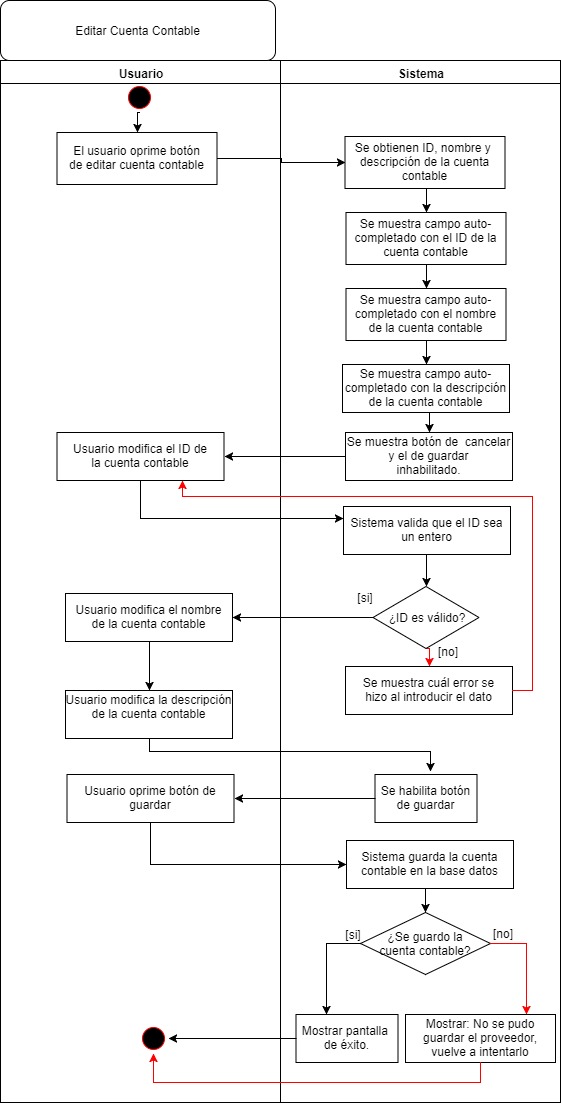 Editar Cuenta Contable
Usuario
Sistema
El usuario oprime botón
de editar cuenta contable
Se obtienen ID, nombre y
descripción de la cuenta
contable
Se muestra campo auto-
completado con el ID de la
cuenta contable
Se muestra campo auto-
completado con el nombre
de la cuenta contable
Se muestra campo auto-
completado con la descripción
de la cuenta contable
Se muestra botón de cancelar
y el de guardar
inhabilitado.
Usuario modifica el ID de
la cuenta contable
Sistema valida que el ID sea
un entero
¿ID es válido?
[si]
[no]
Usuario modifica el nombre
de la cuenta contable
Se muestra cuál error se
hizo al introducir el dato
Usuario modifica la descripción
de la cuenta contable
Se habilita botón
de guardar
Usuario oprime botón de
guardar
Sistema guarda la cuenta
contable en la base datos
¿Se guardo la
cuenta contable?
[si]
[no]
Mostrar pantalla
de éxito.
Mostrar: No se pudo
guardar el proveedor,
vuelve a intentarlo